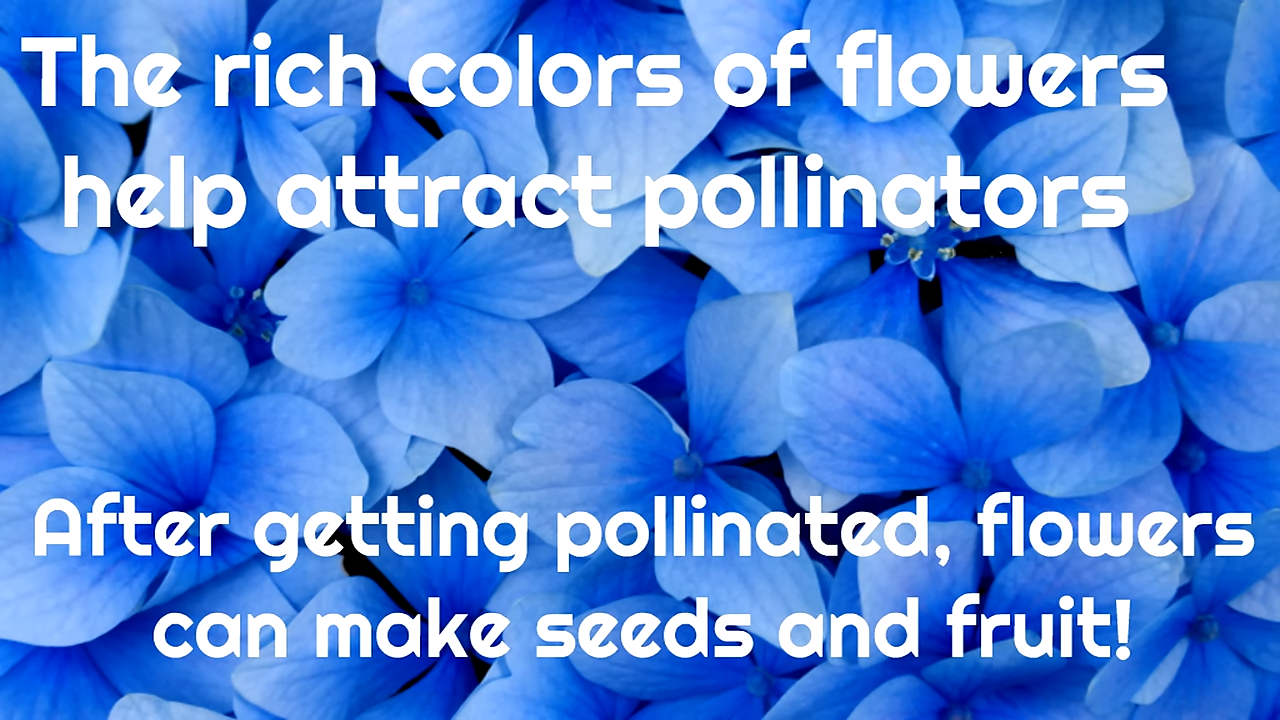 The rich colors of flowers
help attract pollinators
After getting pollinated, flowers
can make seeds and fruit!